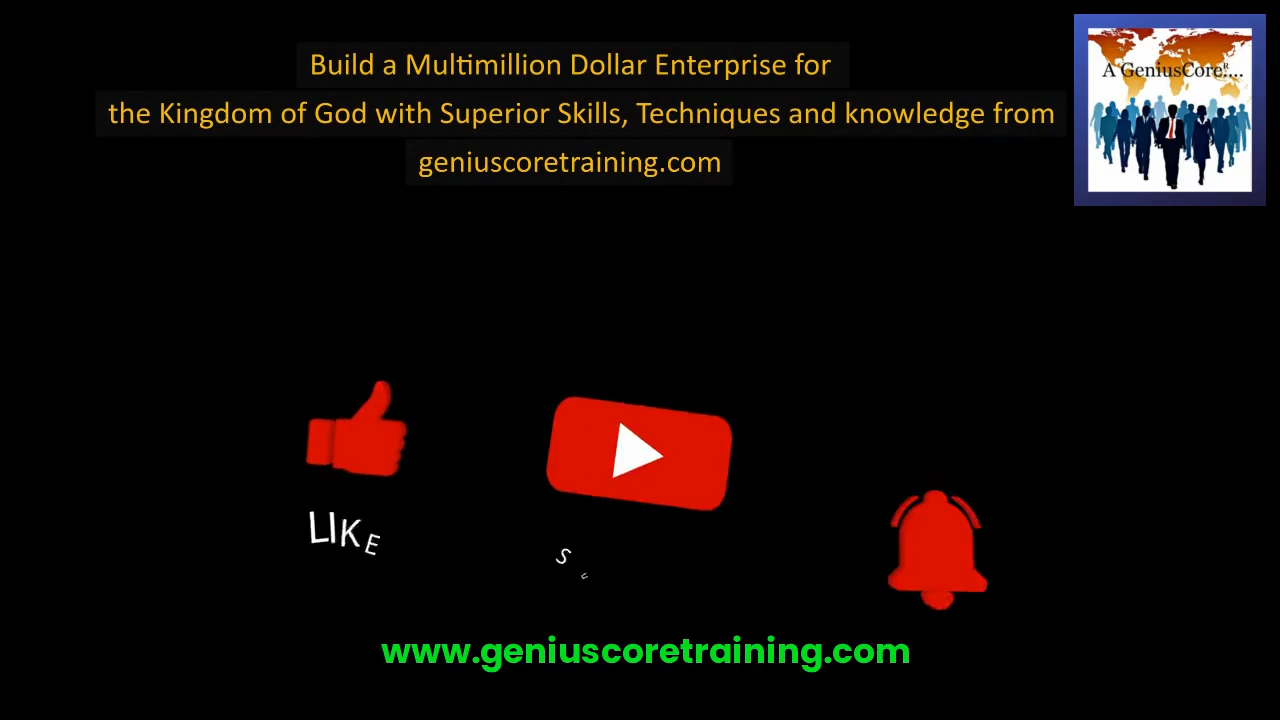 Build a Multimillion Dollar Enterprise for
the Kingdom of God with Superior Skills, Techniques and knowledge from
geniuscoretraining.com
A GeniusCore®...
LIKE
S U
www.geniuscoretraining.com